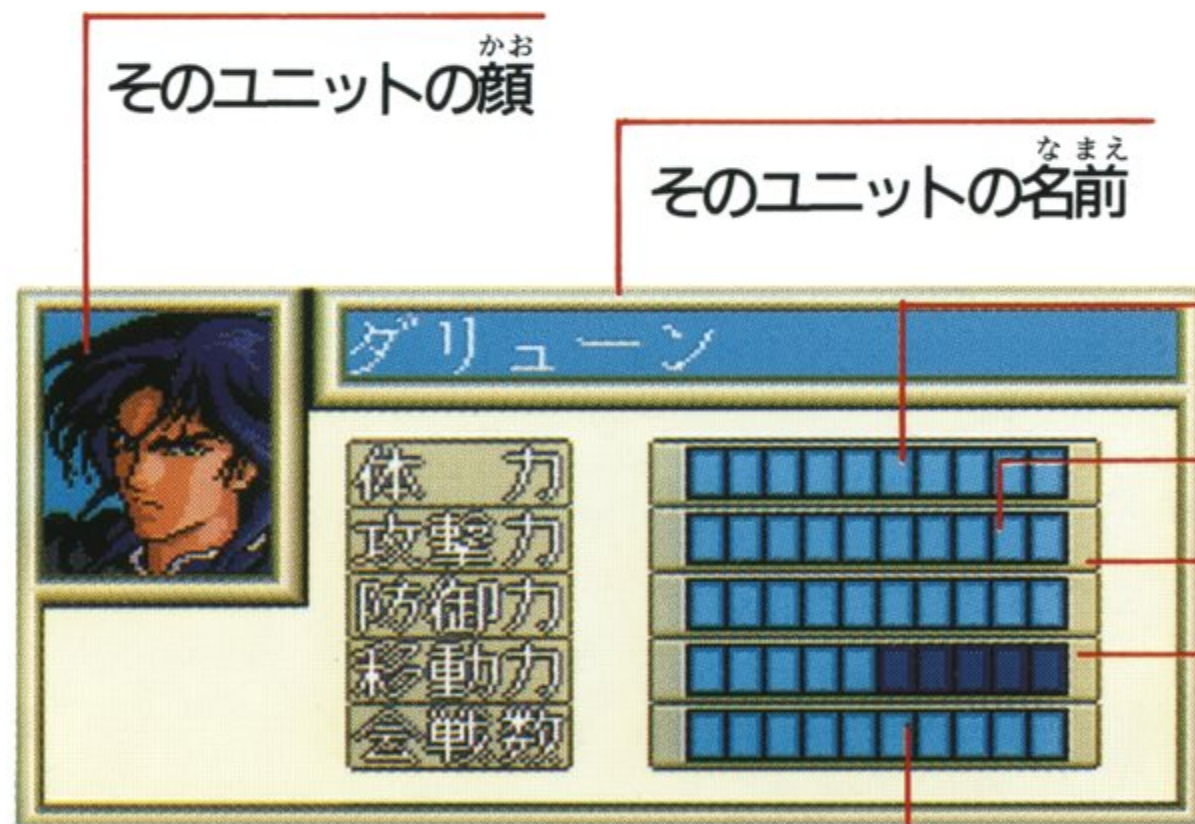 かお
そのユニットの顔
な まえ
そのユニットの名前
ダリューン
体 力
攻撃力
防御力
移動力
会戦数